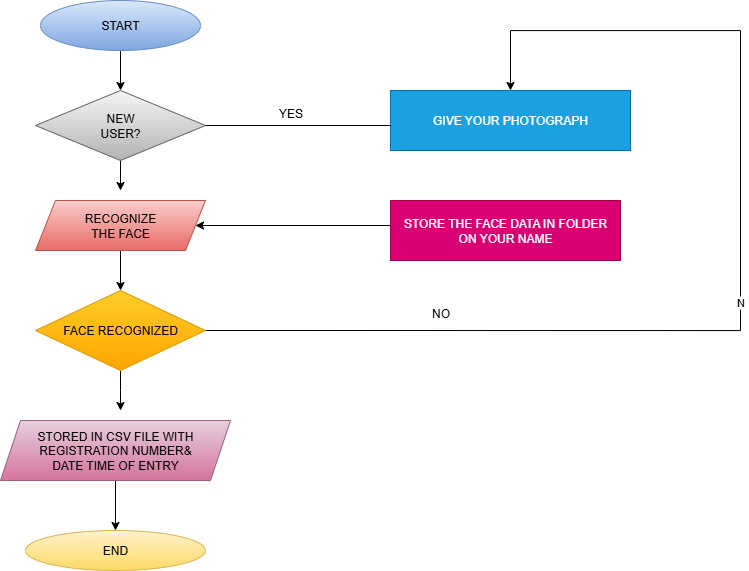 START
NEW
USER?
YES
GIVE YOUR PHOTOGRAPH
RECOGNIZE
THE FACE
STORE THE FACE DATA IN FOLDER
ON YOUR NAME
N
FACE RECOGNIZED
NO
STORED IN CSV FILE WITH
REGISTRATION NUMBER&
DATE TIME OF ENTRY
END